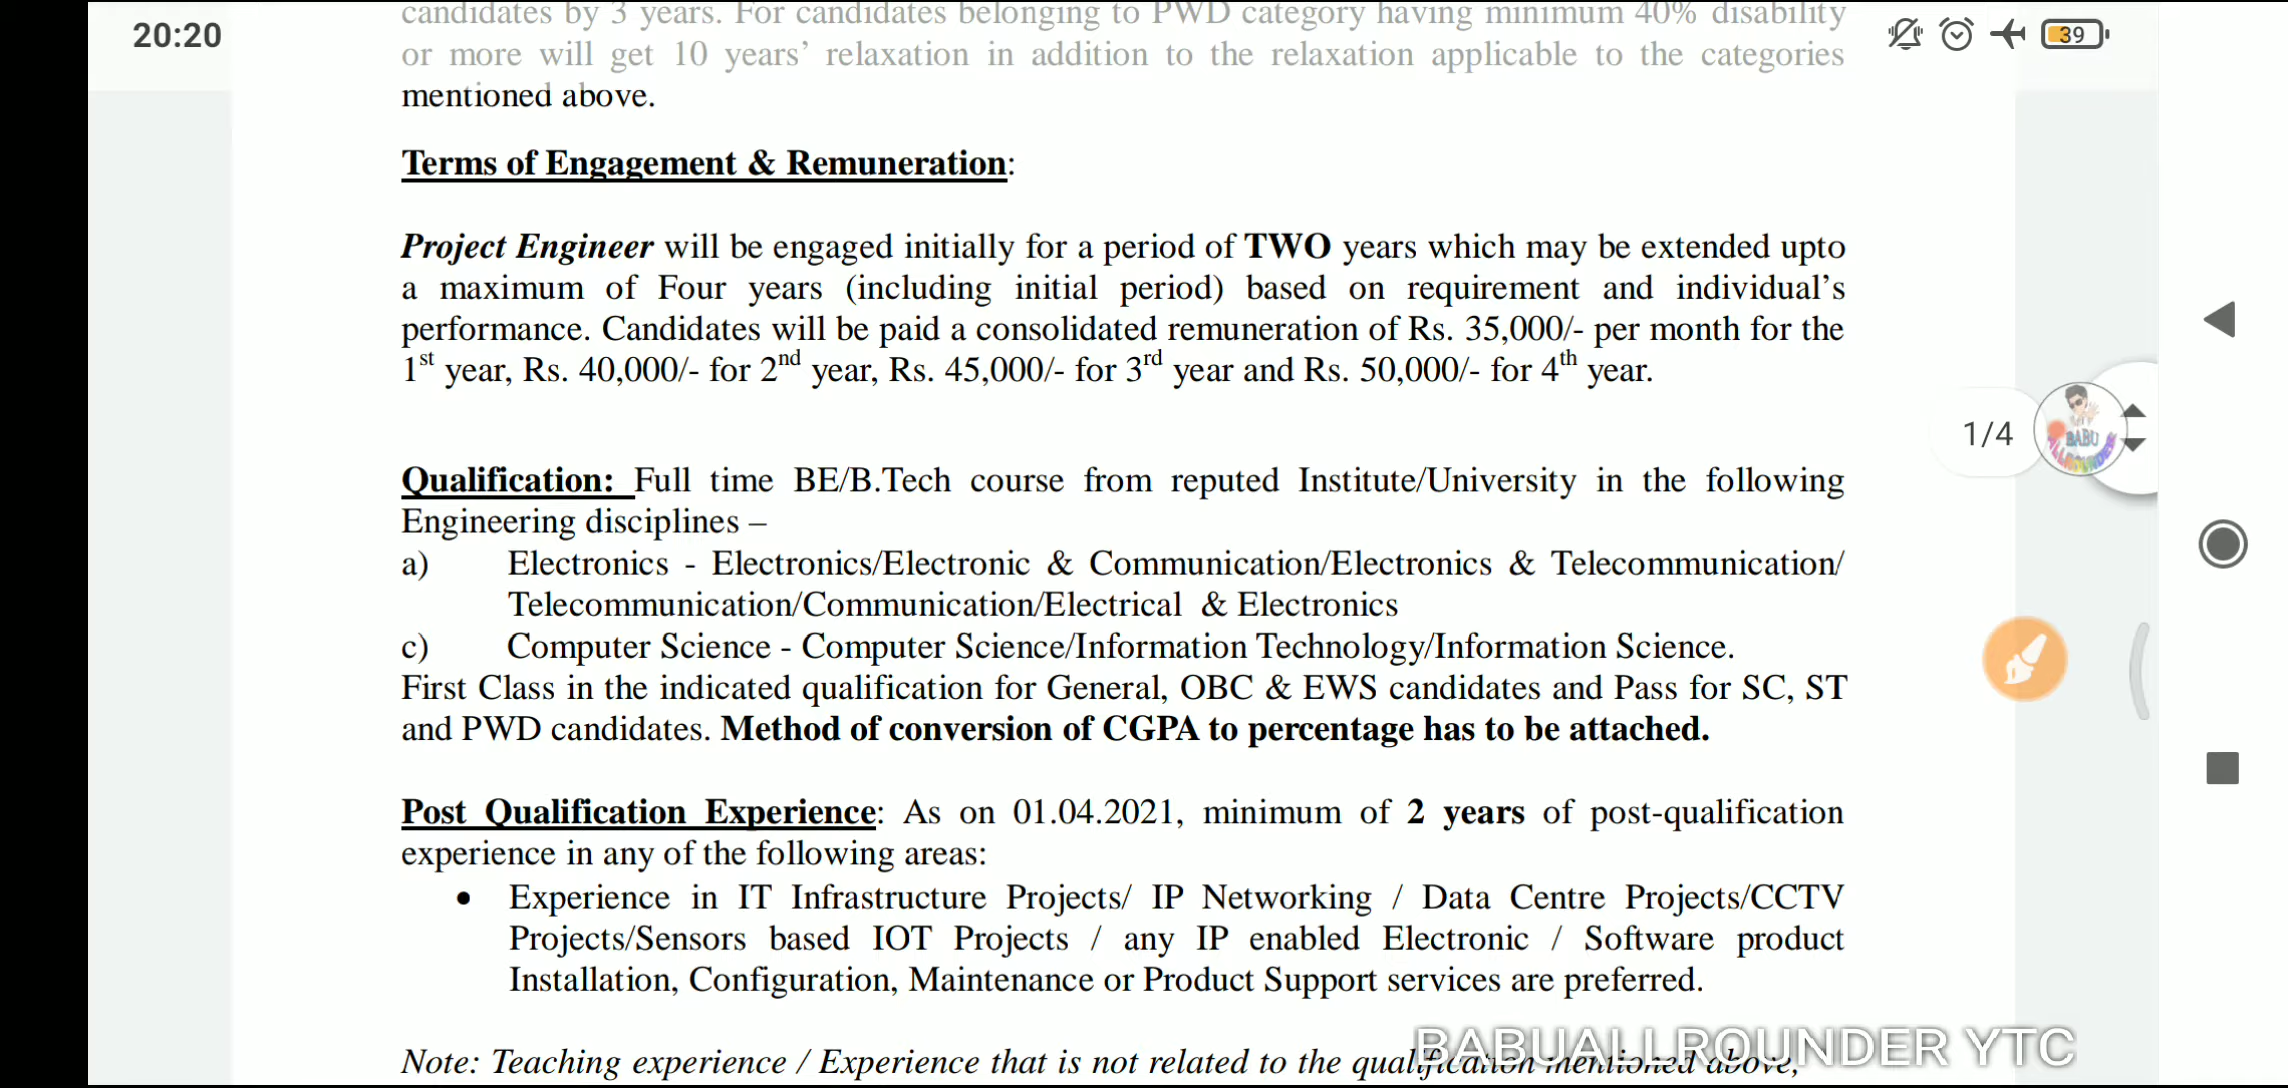 20:20
39
candidates by 3 years. For candidates belonging to PWD category having minimum 40% disability
or more will get 10 years’ relaxation in addition to the relaxation applicable to the categories
mentioned above.
Terms of Engagement & Remuneration:
Project Engineer will be engaged initially for a period of TWO years which may be extended upto
a maximum of Four years (including initial period) based on requirement and individual’s
performance. Candidates will be paid a consolidated remuneration of Rs. 35,000/- per month for the
1st year, Rs. 40,000/- for 2nd year, Rs. 45,000/- for 3rd year and Rs. 50,000/- for 4th year.
1/4
BABU
ALLROUNDER
Qualification: Full time BE/B.Tech course from reputed Institute/University in the following
Engineering disciplines –
a) Electronics - Electronics/Electronic & Communication/Electronics & Telecommunication/
Telecommunication/Communication/Electrical & Electronics
c) Computer Science - Computer Science/Information Technology/Information Science.
First Class in the indicated qualification for General, OBC & EWS candidates and Pass for SC, ST
and PWD candidates. Method of conversion of CGPA to percentage has to be attached.
Post Qualification Experience: As on 01.04.2021, minimum of 2 years of post-qualification
experience in any of the following areas:
• Experience in IT Infrastructure Projects/ IP Networking / Data Centre Projects/CCTV
Projects/Sensors based IOT Projects / any IP enabled Electronic / Software product
Installation, Configuration, Maintenance or Product Support services are preferred.
Note: Teaching experience / Experience that is not related to the qualification mentioned above,
BABUALLROUNDER YTC